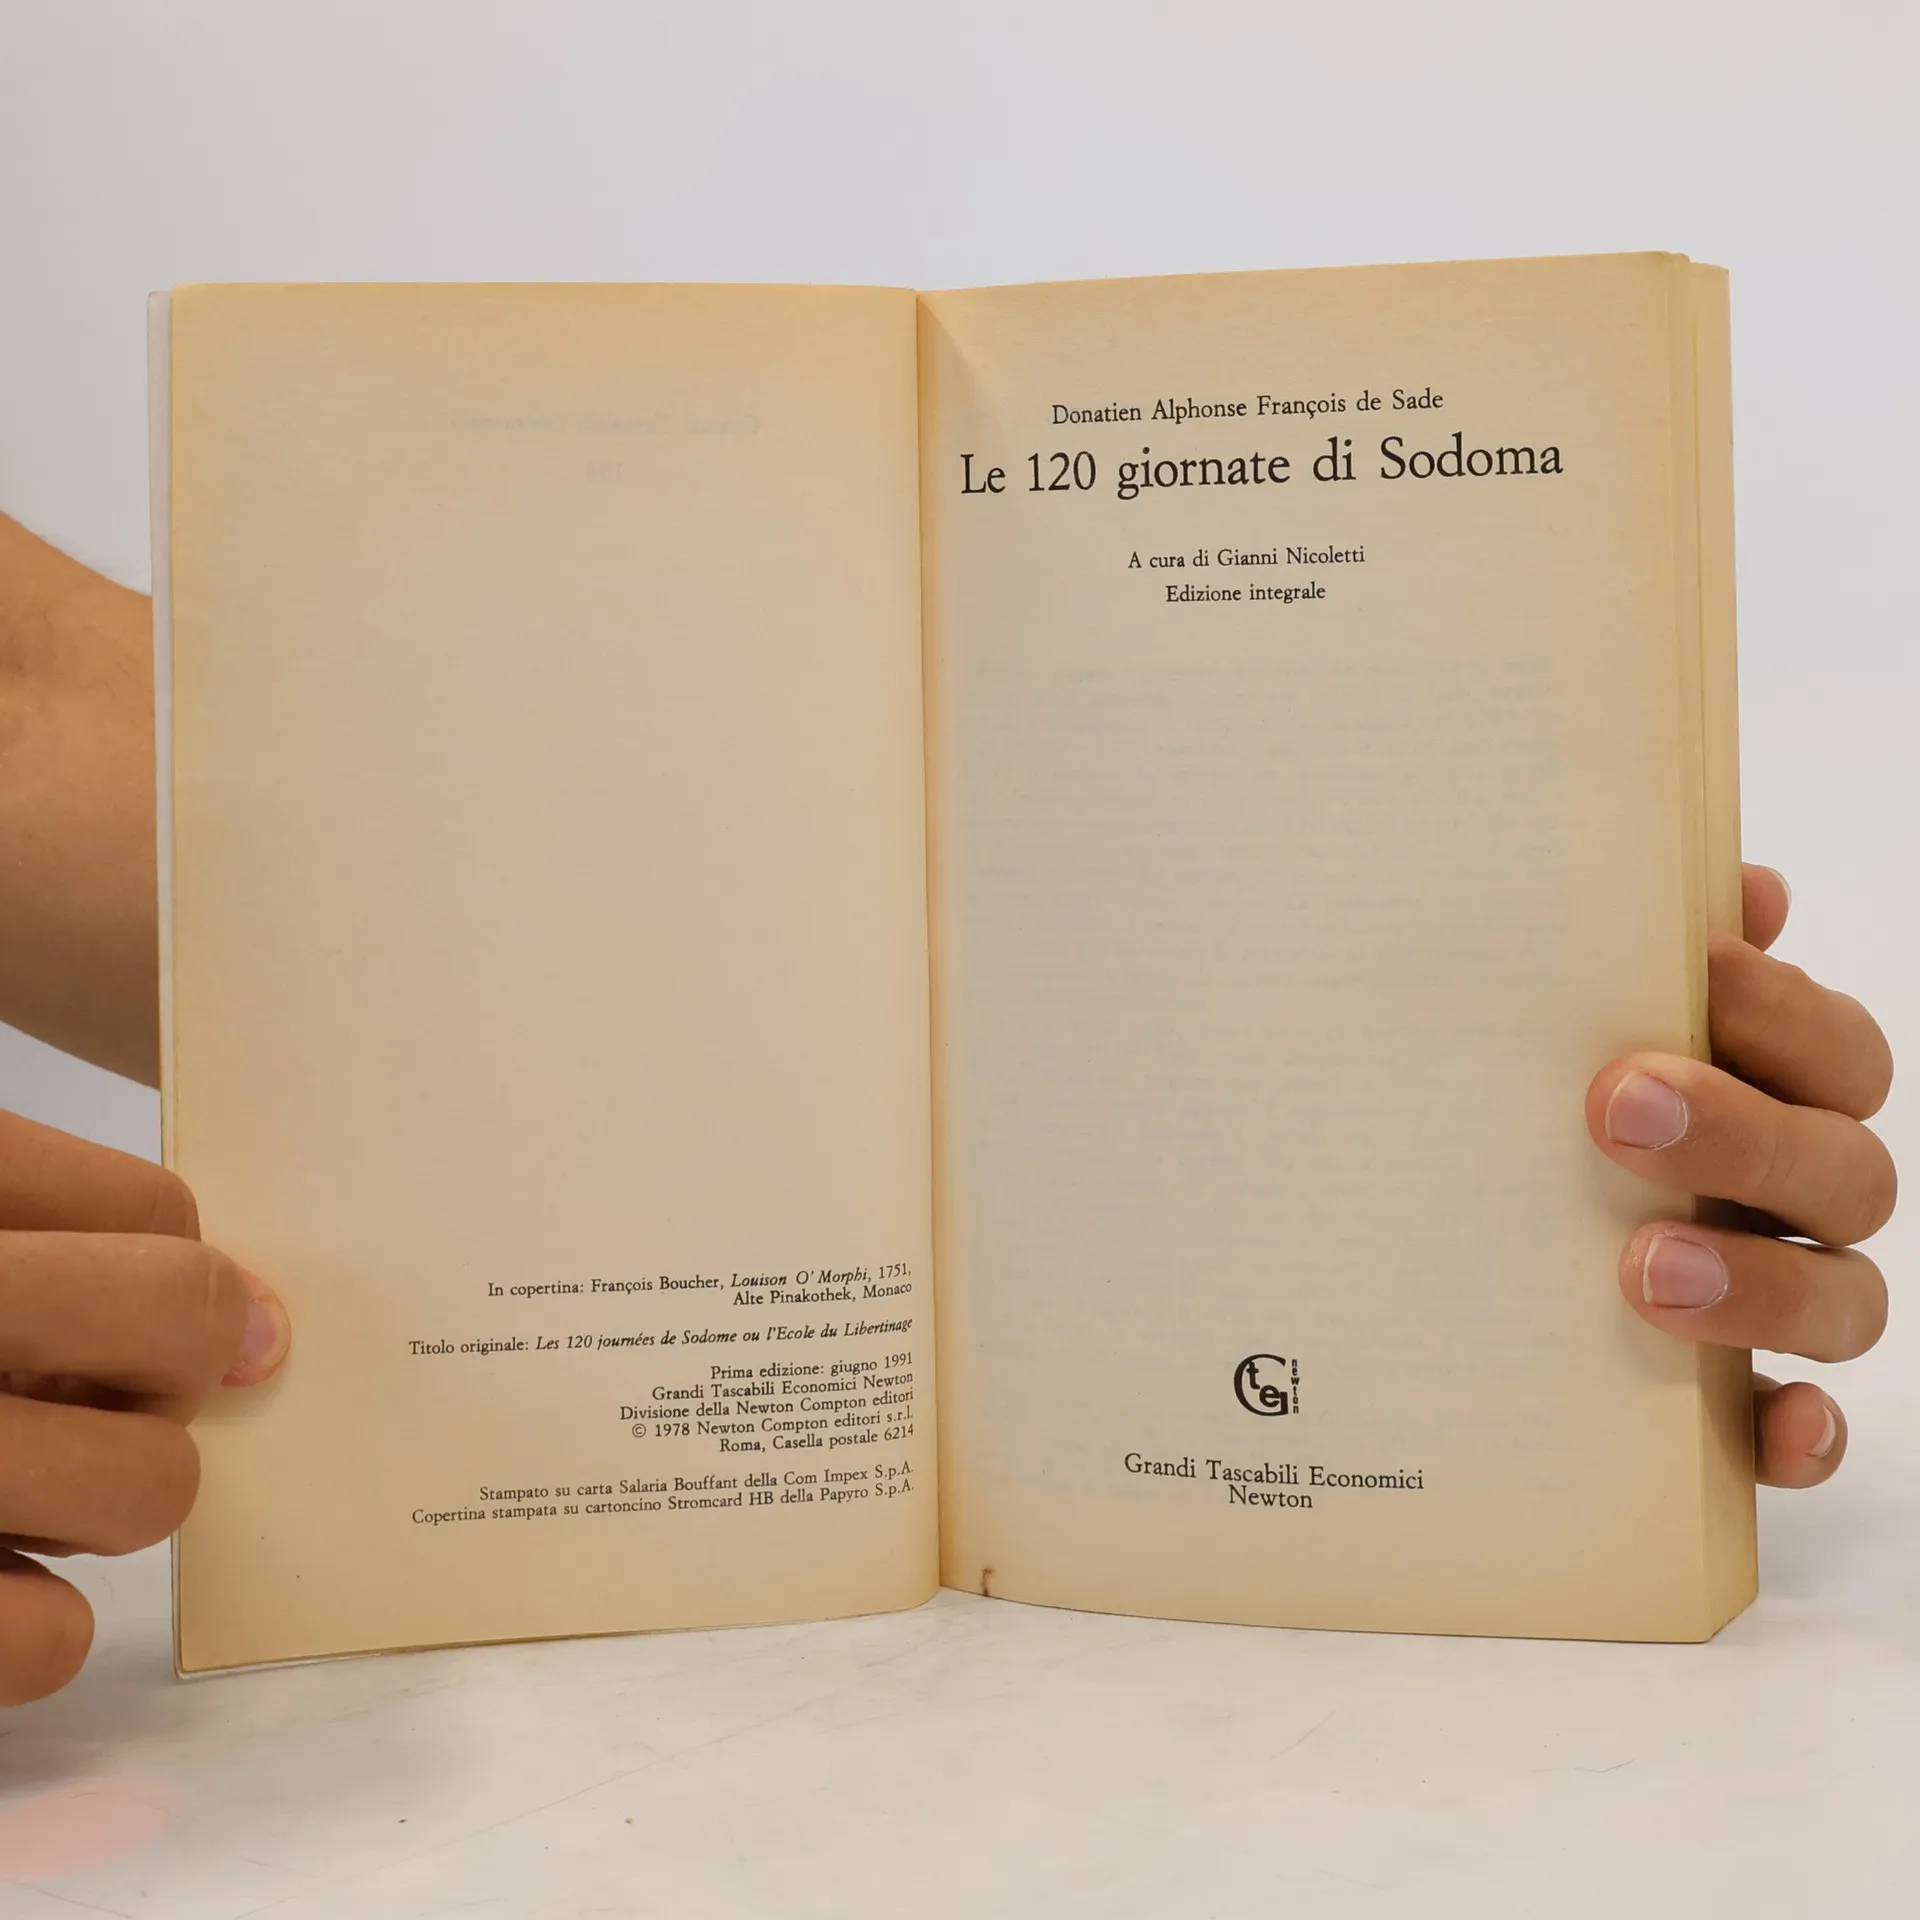 In copertina: François Boucher, Louison O' Morphi, 1751,
Alte Pinakothek, Monaco
Titolo originale: Les 120 journées de Sodome ou l'Ecole du Libertinage
Prima edizione: giugno 1991
Grandi Tascabili Economici Newton
Divisione della Newton Compton editori
© 1978 Newton Compton editori s.r.l.
Roma, Casella postale 6214
Stampato su carta Salaria Bouffant della Com Impex S.p.A.
Copertina stampata su cartoncino Stromcard HB della Papyro S.p.A.
Donatien Alphonse François de Sade
Le 120 giornate di Sodoma
A cura di Gianni Nicoletti
Edizione integrale
Gte newton
Grandi Tascabili Economici
Newton